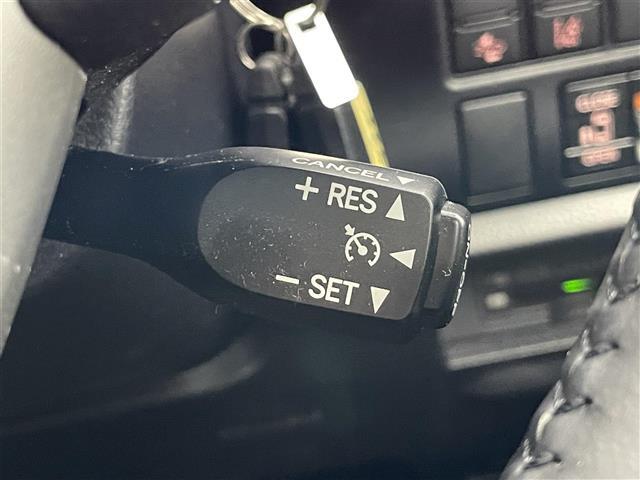 CANCEL ▼
+ RES ▲
◀
− SET ▼